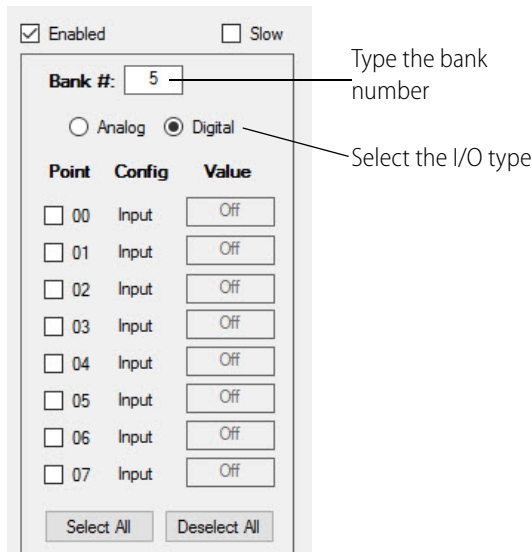 Enabled Slow
Bank #: 5
Type the bank
number
Analog Digital
Select the I/O type
Point Config Value
00 Input Off
01 Input Off
02 Input Off
03 Input Off
04 Input Off
05 Input Off
06 Input Off
07 Input Off
Select All Deselect All